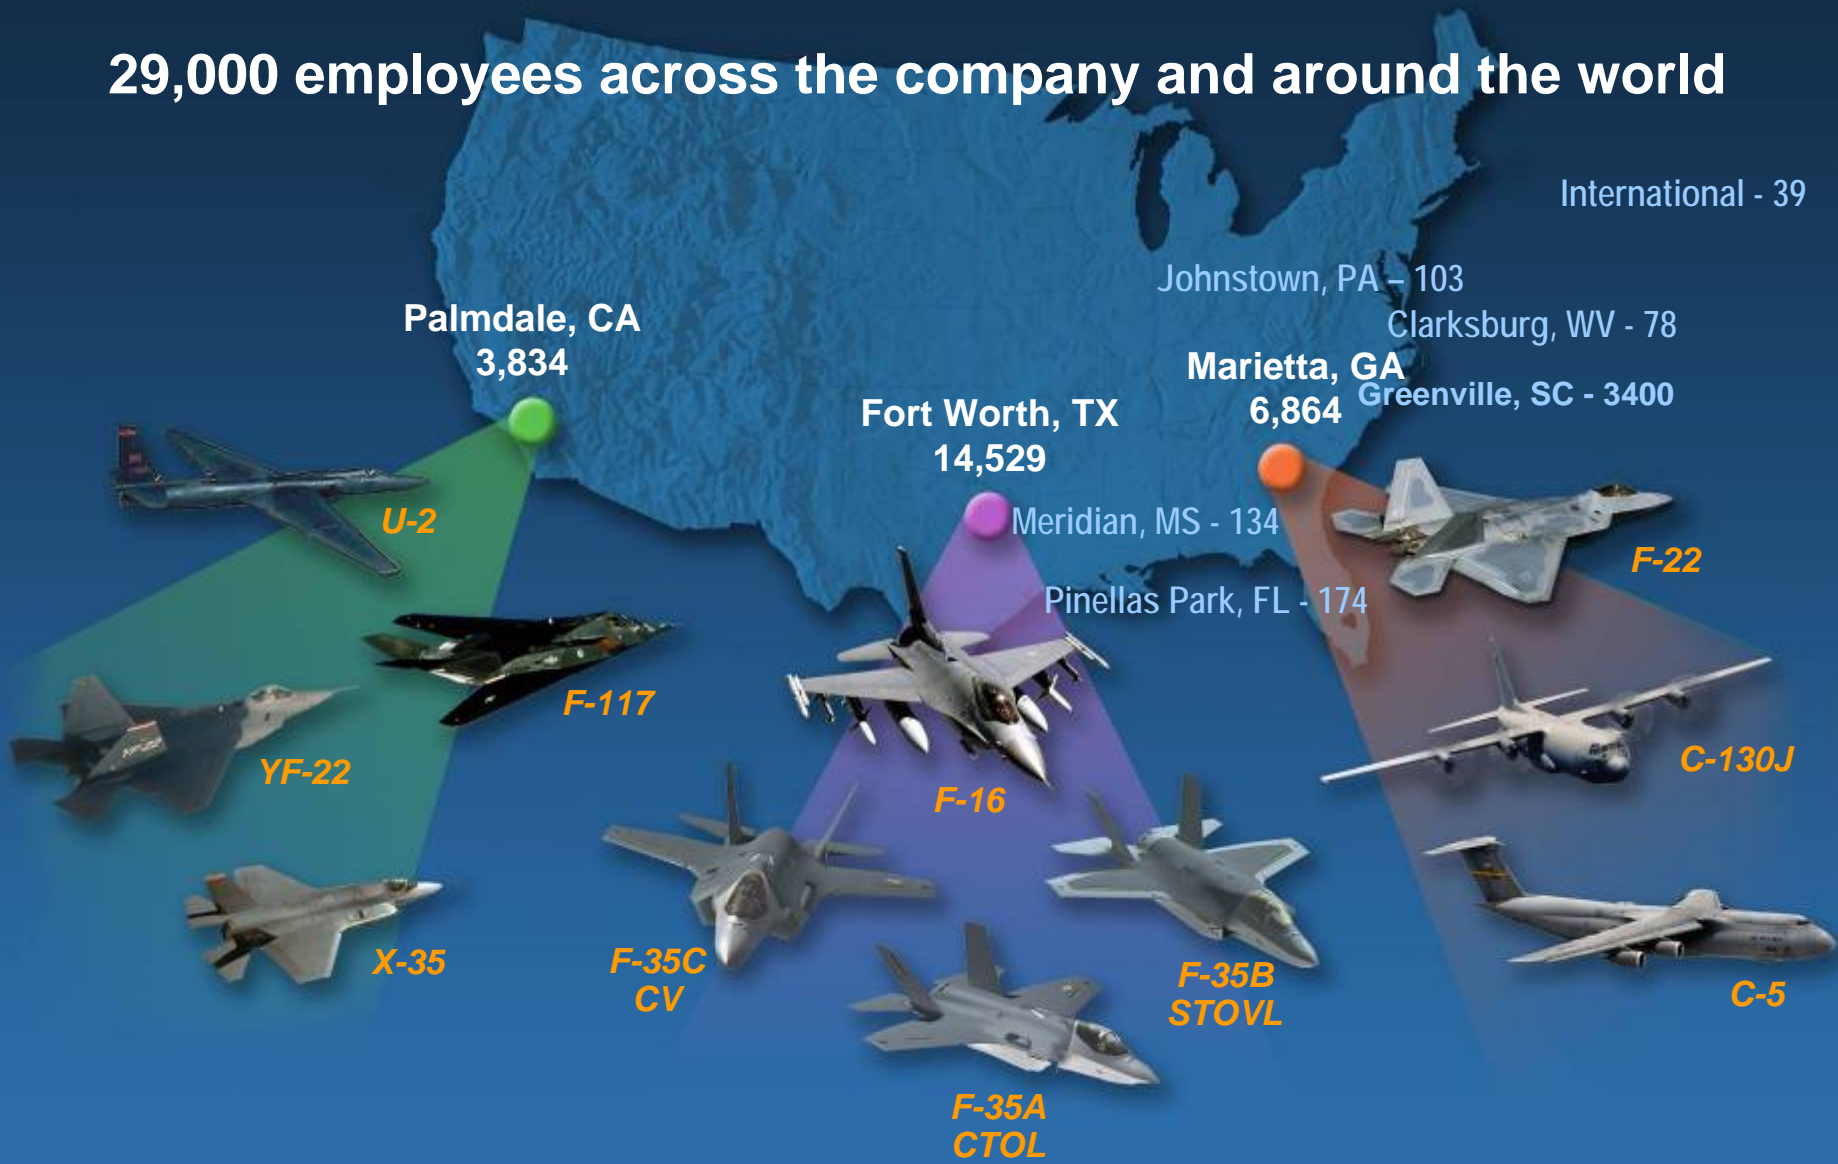 29,000 employees across the company and around the world
International - 39
Johnstown, PA – 103
Clarksburg, WV - 78
Palmdale, CA
3,834
Marietta, GA
6,864
Greenville, SC - 3400
Fort Worth, TX
14,529
Meridian, MS - 134
Pinellas Park, FL - 174
U-2
F-22
F-117
YF-22
F-16
C-130J
X-35
F-35C
CV
F-35B
STOVL
C-5
F-35A
CTOL